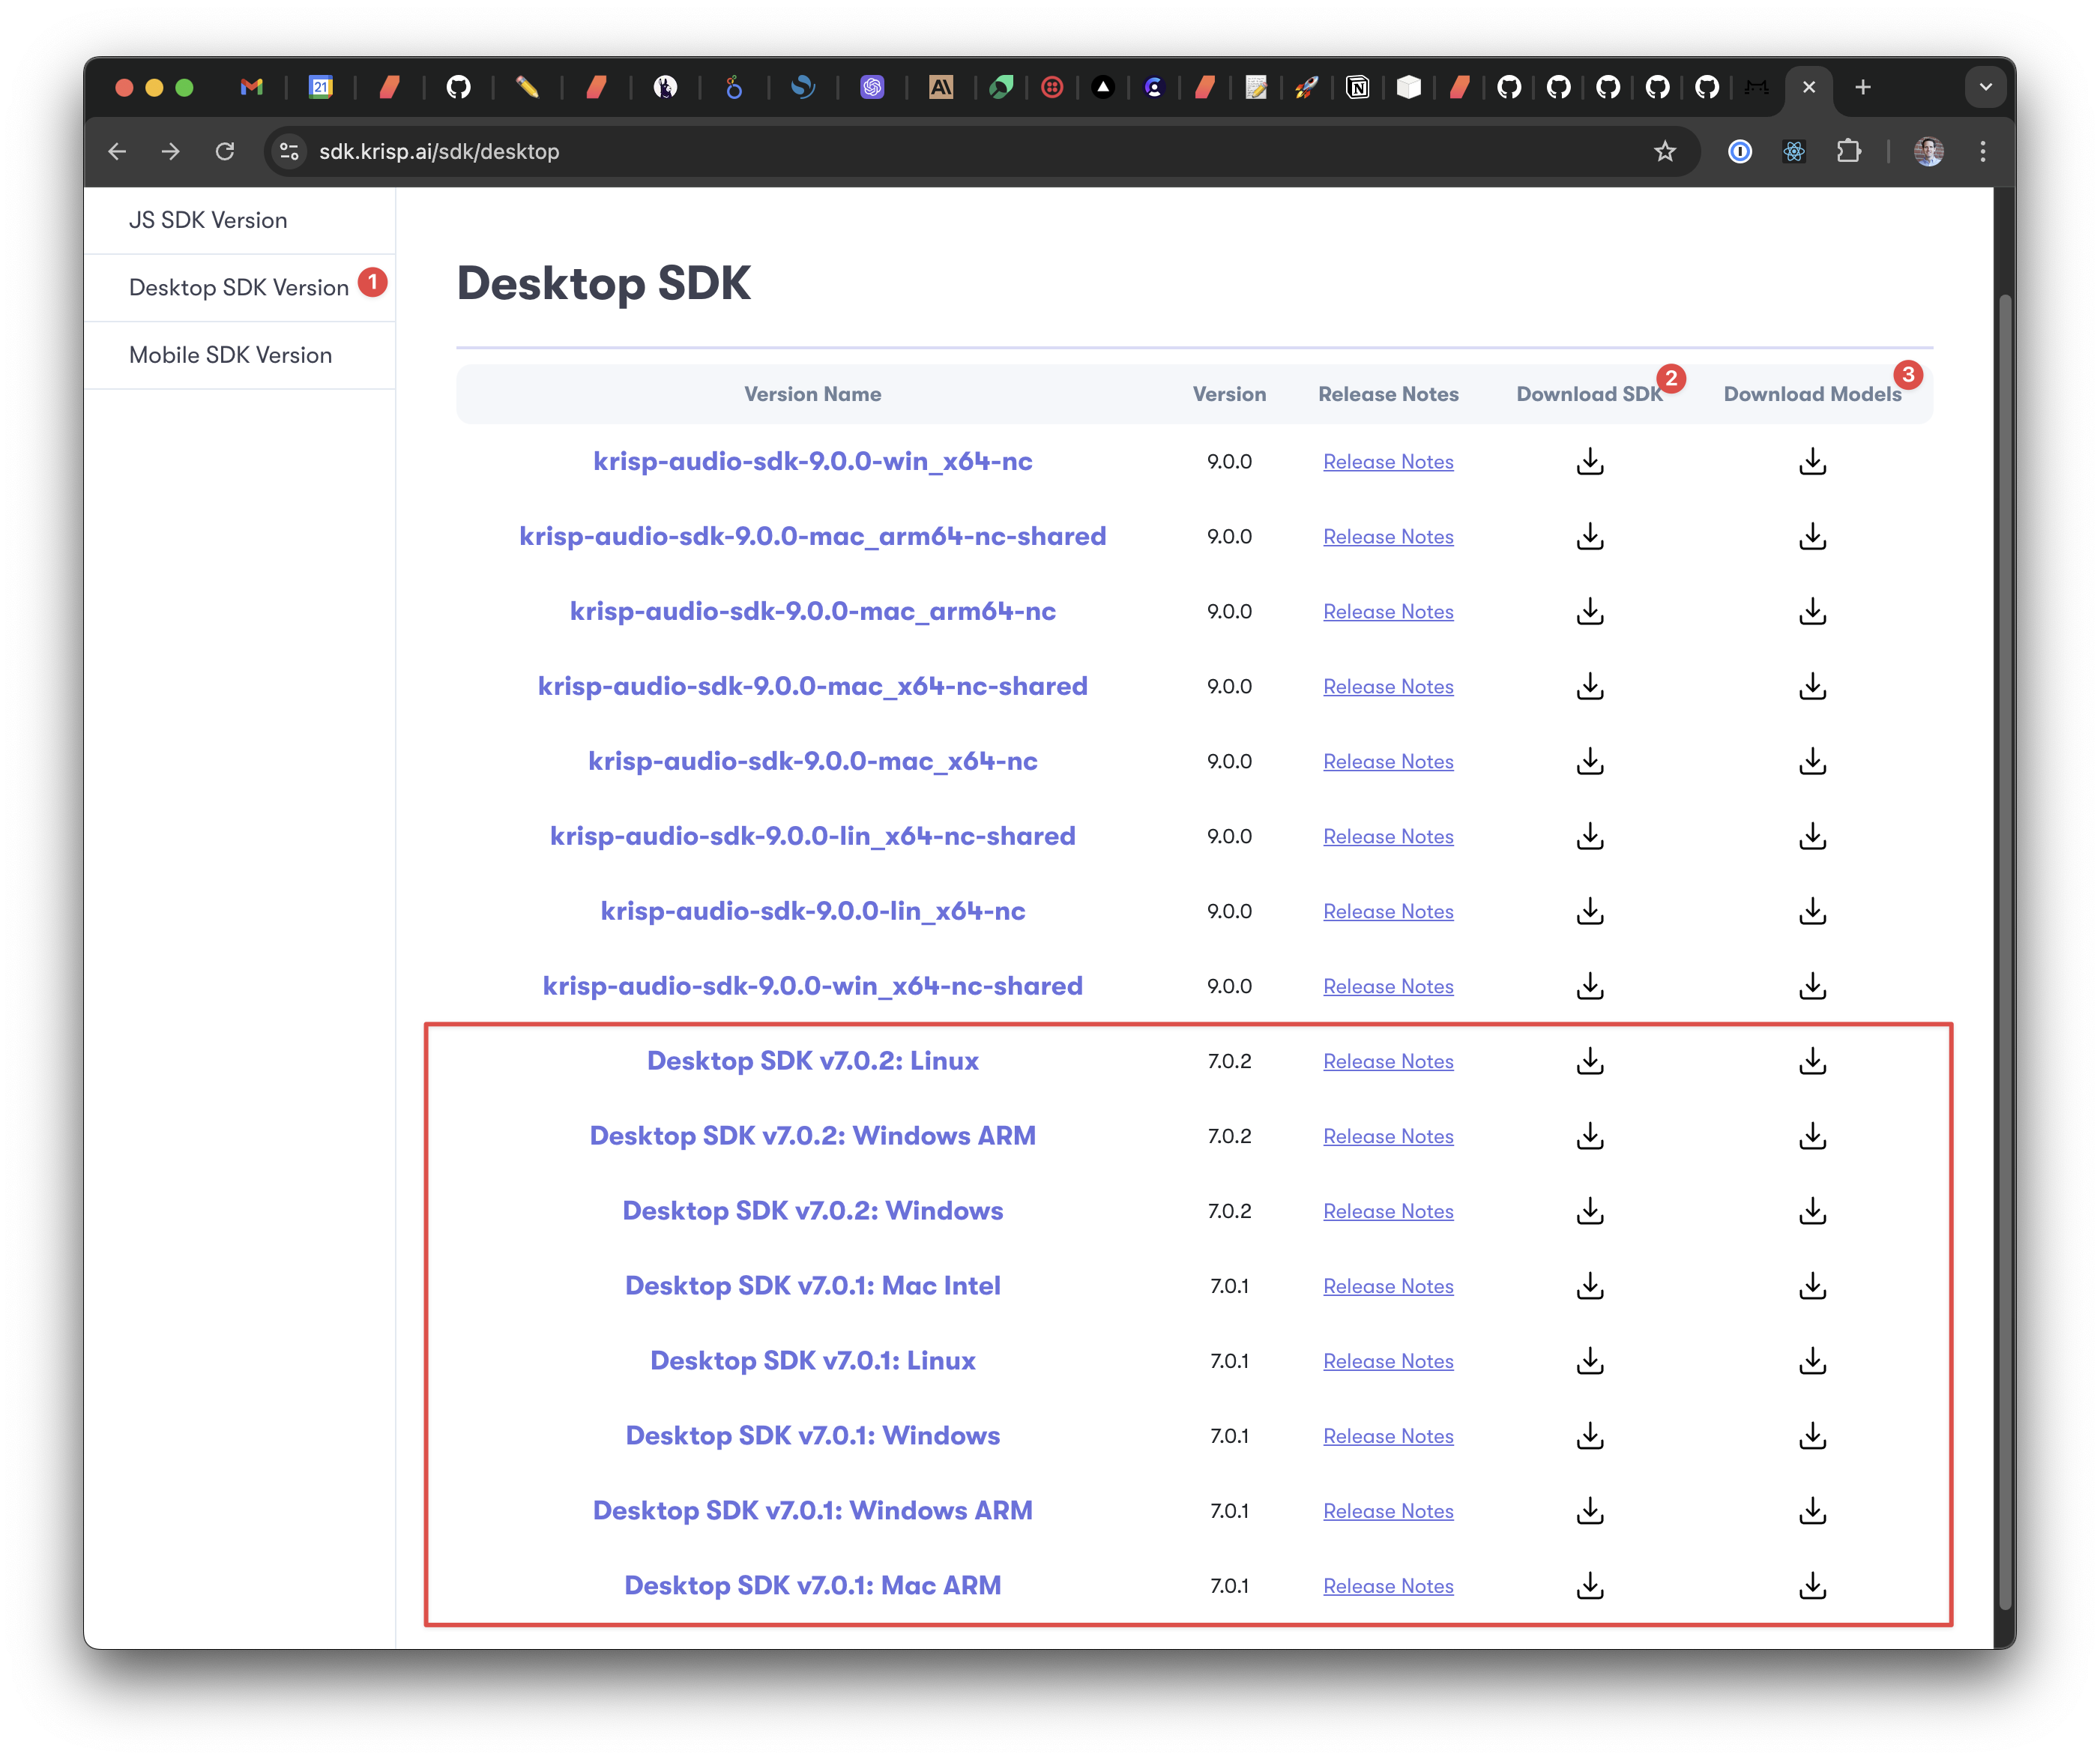 21
sdk.krisp.ai/sdk/desktop
JS SDK Version
Desktop SDK Version 1
Mobile SDK Version
Desktop SDK
Version Name Version Release Notes Download SDK 2 Download Models 3
krisp-audio-sdk-9.0.0-win_x64-nc 9.0.0 Release Notes
krisp-audio-sdk-9.0.0-mac_arm64-nc-shared 9.0.0 Release Notes
krisp-audio-sdk-9.0.0-mac_arm64-nc 9.0.0 Release Notes
krisp-audio-sdk-9.0.0-mac_x64-nc-shared 9.0.0 Release Notes
krisp-audio-sdk-9.0.0-mac_x64-nc 9.0.0 Release Notes
krisp-audio-sdk-9.0.0-lin_x64-nc-shared 9.0.0 Release Notes
krisp-audio-sdk-9.0.0-lin_x64-nc 9.0.0 Release Notes
krisp-audio-sdk-9.0.0-win_x64-nc-shared 9.0.0 Release Notes
Desktop SDK v7.0.2: Linux 7.0.2 Release Notes
Desktop SDK v7.0.2: Windows ARM 7.0.2 Release Notes
Desktop SDK v7.0.2: Windows 7.0.2 Release Notes
Desktop SDK v7.0.1: Mac Intel 7.0.1 Release Notes
Desktop SDK v7.0.1: Linux 7.0.1 Release Notes
Desktop SDK v7.0.1: Windows 7.0.1 Release Notes
Desktop SDK v7.0.1: Windows ARM 7.0.1 Release Notes
Desktop SDK v7.0.1: Mac ARM 7.0.1 Release Notes